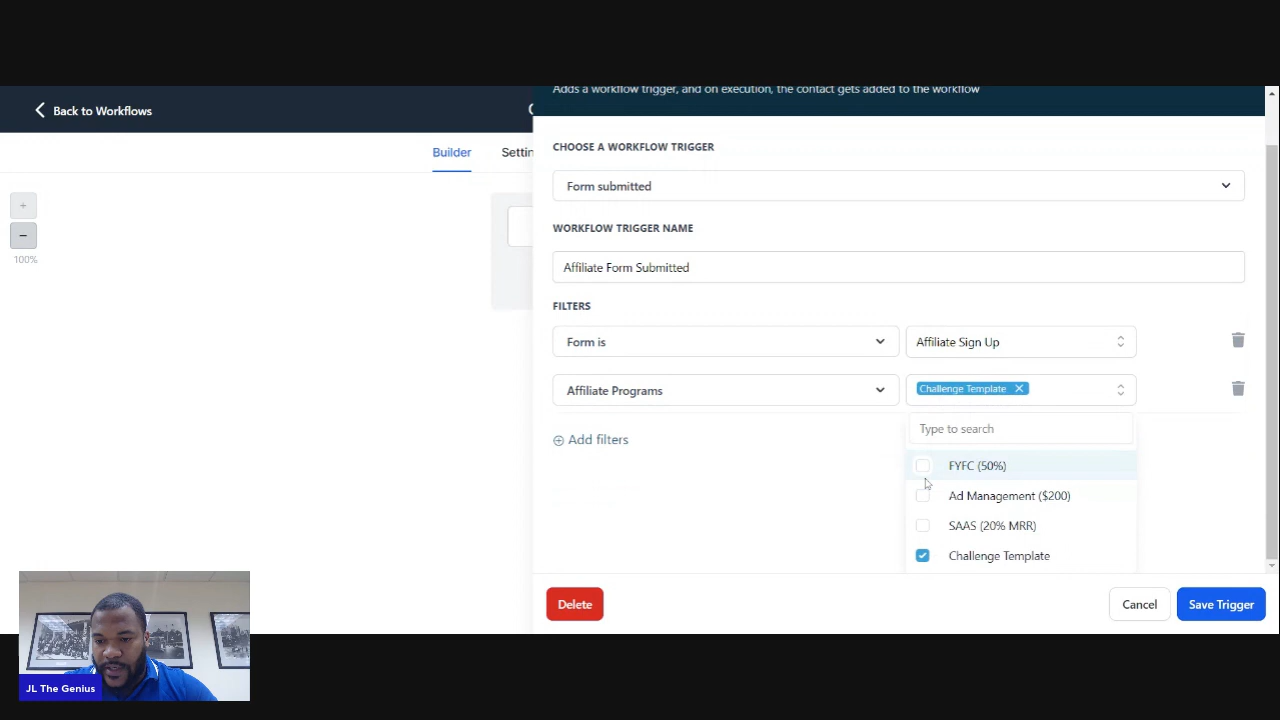 Adds a workflow trigger, and on execution, the contact gets added to the workflow
Back to Workflows
Builder
Settin
CHOOSE A WORKFLOW TRIGGER
Form submitted
WORKFLOW TRIGGER NAME
Affiliate Form Submitted
FILTERS
Form is
Affiliate Sign Up
Affiliate Programs
Challenge Template
Add filters
Type to search
FYFC (50%)
Ad Management ($200)
SAAS (20% MRR)
Challenge Template
100%
Delete
Cancel
Save Trigger
JL The Genius